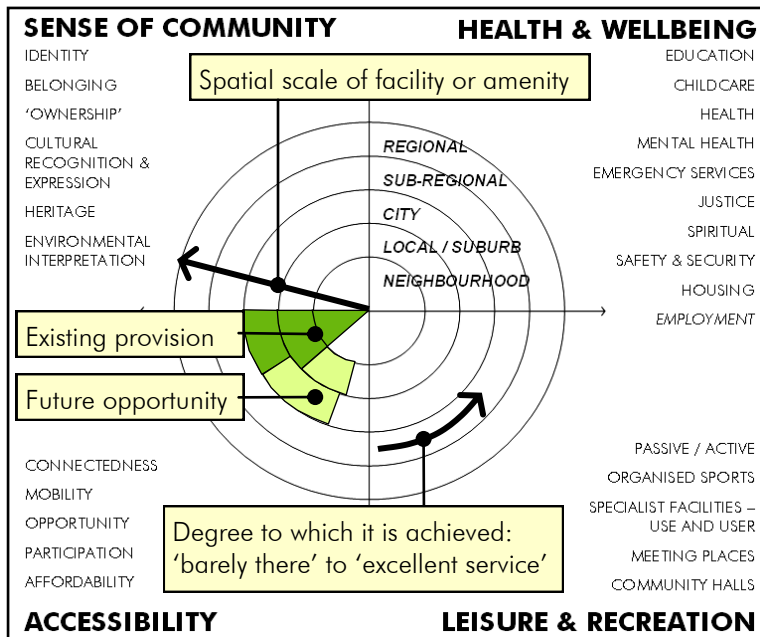 SENSE OF COMMUNITY
IDENTITY
BELONGING
‘OWNERSHIP’
CULTURAL
RECOGNITION &
EXPRESSION
HERITAGE
ENVIRONMENTAL
INTERPRETATION
HEALTH & WELLBEING
EDUCATION
CHILDCARE
HEALTH
MENTAL HEALTH
EMERGENCY SERVICES
JUSTICE
SPIRITUAL
SAFETY & SECURITY
HOUSING
EMPLOYMENT
Spatial scale of facility or amenity
REGIONAL
SUB-REGIONAL
CITY
LOCAL / SUBURB
NEIGHBOURHOOD
Existing provision
Future opportunity
Degree to which it is achieved:
‘barely there’ to ‘excellent service’
CONNECTEDNESS
MOBILITY
OPPORTUNITY
PARTICIPATION
AFFORDABILITY
ACCESSIBILITY
PASSIVE / ACTIVE
ORGANISED SPORTS
SPECIALIST FACILITIES –
USE AND USER
MEETING PLACES
COMMUNITY HALLS
LEISURE & RECREATION